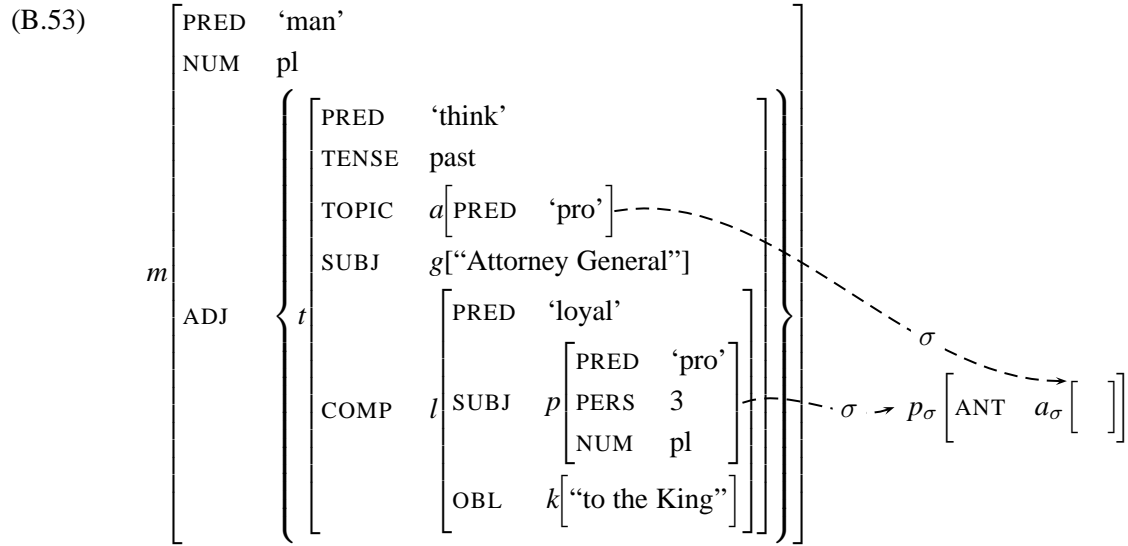 (B.53)
PRED ‘man’
NUM pl
PRED ‘think’
TENSE past
TOPIC a[PRED ‘pro’]
SUBJ g[“Attorney General”]
m
ADJ { t
PRED ‘loyal’
σ
PRED ‘pro’
COMP l SUBJ p PERS 3 σ pσ [ANT aσ [ ]]
NUM pl
OBL k[“to the King”]